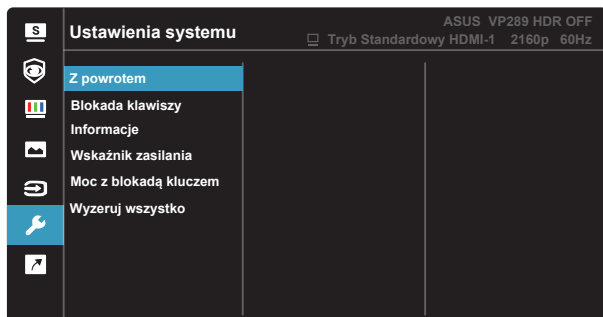 S
Ustawienia systemu
ASUS VP289 HDR OFF
Tryb Standardowy HDMI-1 2160p 60Hz
Z powrotem
Blokada klawiszy
Informacje
Wskaźnik zasilania
Moc z blokadą kluczem
Wyzeruj wszystko